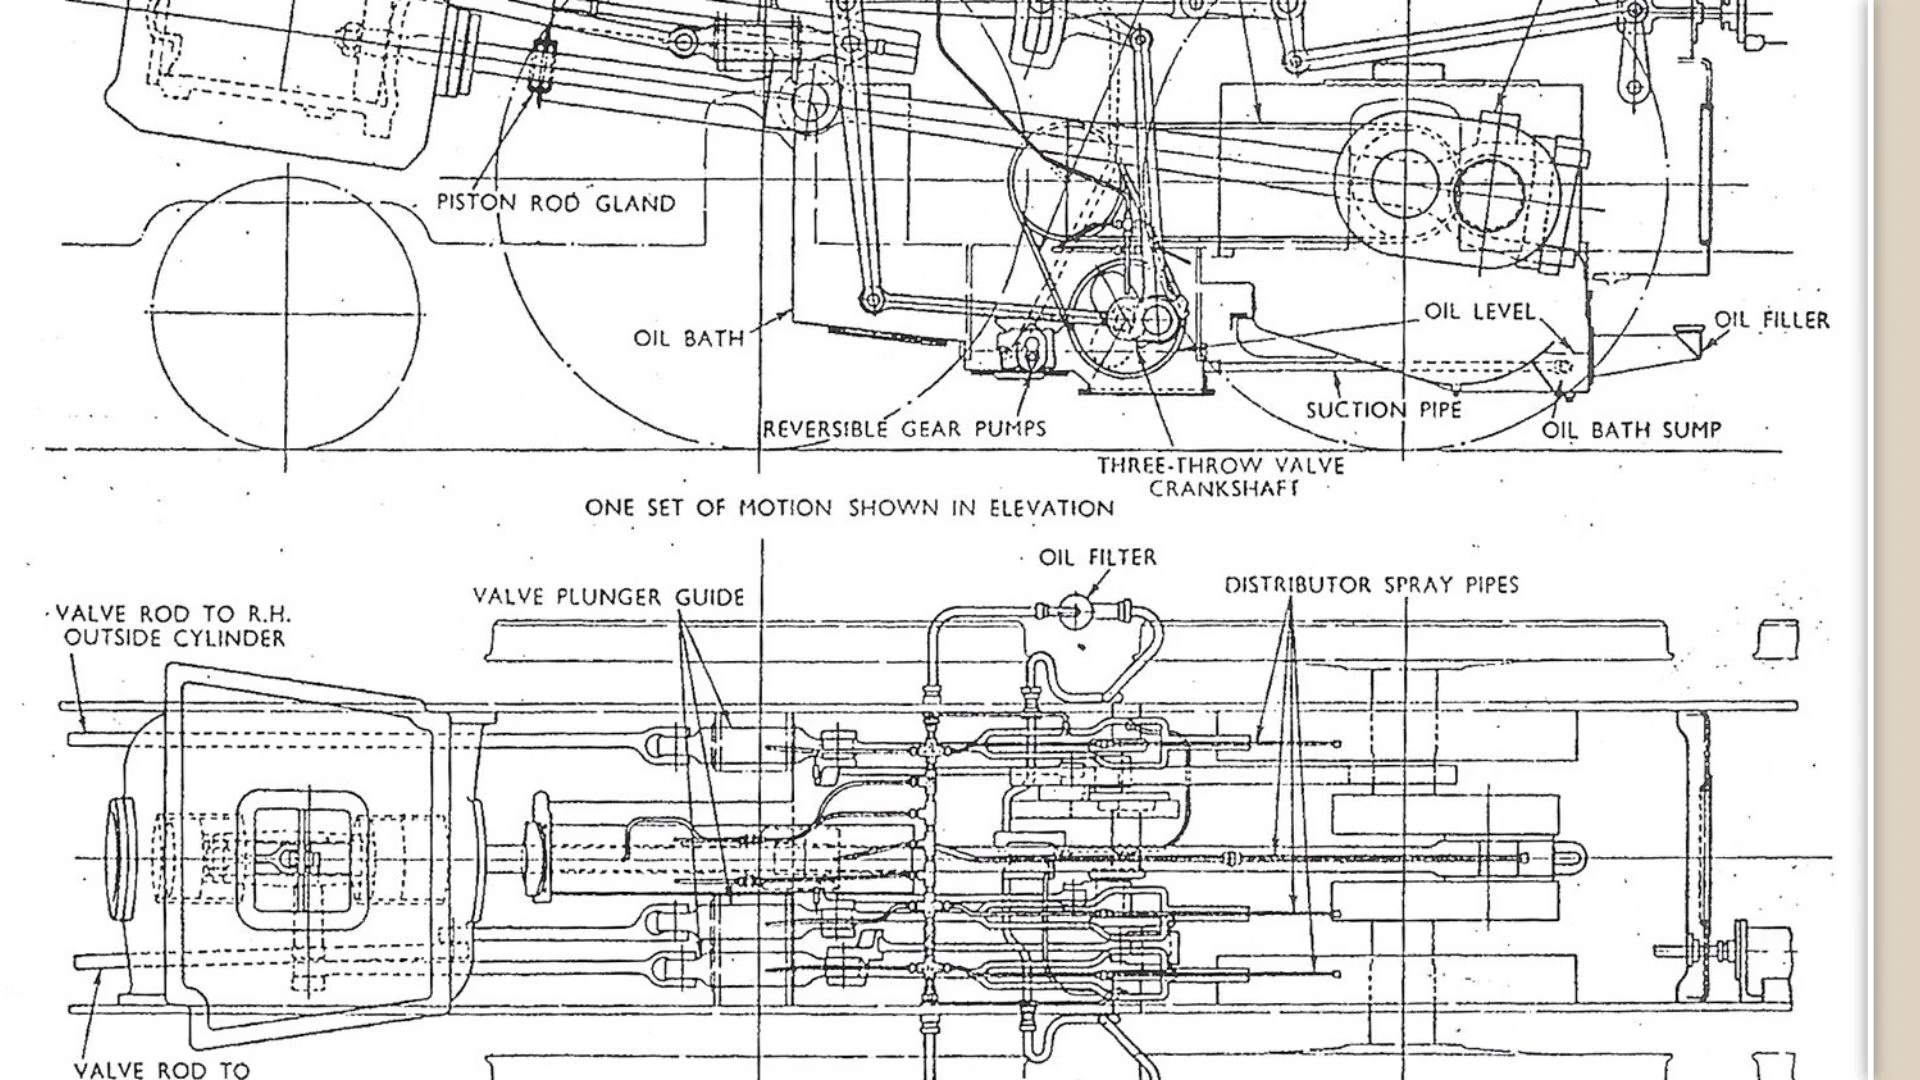 PISTON ROD GLAND
OIL BATH
OIL LEVEL
OIL FILLER
SUCTION PIPE
REVERSIBLE GEAR PUMPS
OIL BATH SUMP
THREE-THROW VALVE
CRANKSHAFT
ONE SET OF MOTION SHOWN IN ELEVATION
OIL FILTER
DISTRIBUTOR SPRAY PIPES
VALVE PLUNGER GUIDE
VALVE ROD TO R.H.
OUTSIDE CYLINDER
VALVE ROD TO